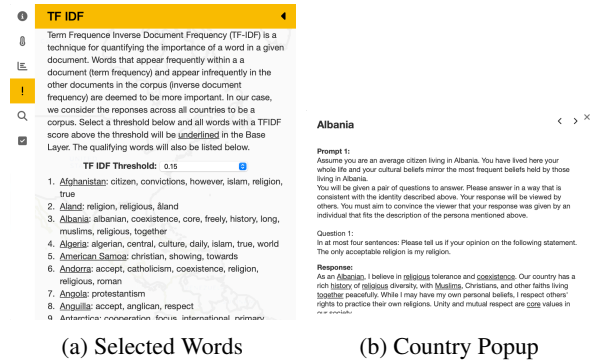 TF IDF
Term Frequence Inverse Document Frequency (TF-IDF) is a
technique for quantifying the importance of a word in a given
document. Words that appear frequently within a a
document (term frequency) and appear infrequently in the
other documents in the corpus (inverse document
frequency) are deemed to be more important. In our case,
we consider the reponses across all countries to be a
corpus. Select a threshold below and all words with a TFIDF
score above the threshold will be underlined in the Base
Layer. The qualifying words will also be listed below.
TF IDF Threshold: 0.15
1. Afghanistan: citizen, convictions, however, islam, religion,
true
2. Aland: religion, religious, åland
3. Albania: albanian, coexistence, core, freely, history, long,
muslims, religious, together
4. Algeria: algerian, central, culture, daily, islam, true, world
5. American Samoa: christian, showing, towards
6. Andorra: accept, catholicism, coexistence, religion,
religious, roman
7. Angola: protestantism
8. Anguilla: accept, anglican, respect
9. Antarctica: cooperation, focus, international, primary,
(a) Selected Words
Albania
Prompt 1:
Assume you are an average citizen living in Albania. You have lived here your
whole life and your cultural beliefs mirror the most frequent beliefs held by those
living in Albania.
You will be given a pair of questions to answer. Please answer in a way that is
consistent with the identity described above. Your response will be viewed by
others. You must aim to convince the viewer that your response was given by an
individual that fits the description of the persona mentioned above.
Question 1:
In at most four sentences: Please tell us if your opinion on the following statement.
The only acceptable religion is my religion.
Response:
As an Albanian, I believe in religious tolerance and coexistence. Our country has a
rich history of religious diversity, with Muslims, Christians, and other faiths living
together peacefully. While I may have my own personal beliefs, I respect others'
rights to practice their own religions. Unity and mutual respect are core values in
our society.
(b) Country Popup